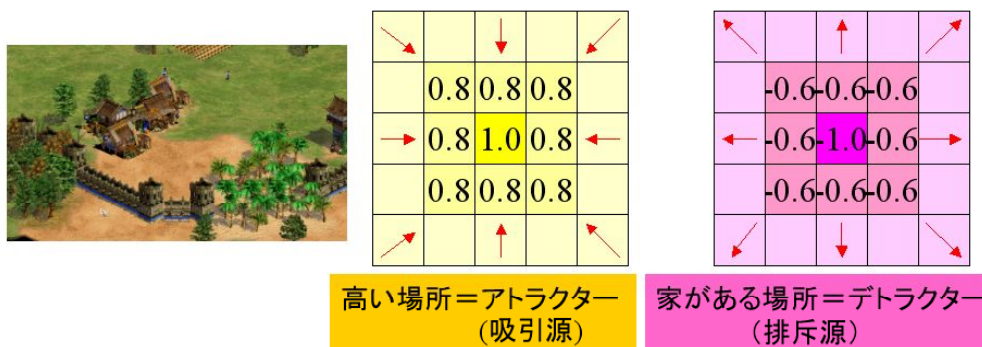 0.8 0.8 0.8
0.8 1.0 0.8
0.8 0.8 0.8
-0.6 -0.6 -0.6
-0.6 -1.0 -0.6
-0.6 -0.6 -0.6
高い場所＝アトラクター
(吸引源)
家がある場所＝デトラクター
（排斥源）